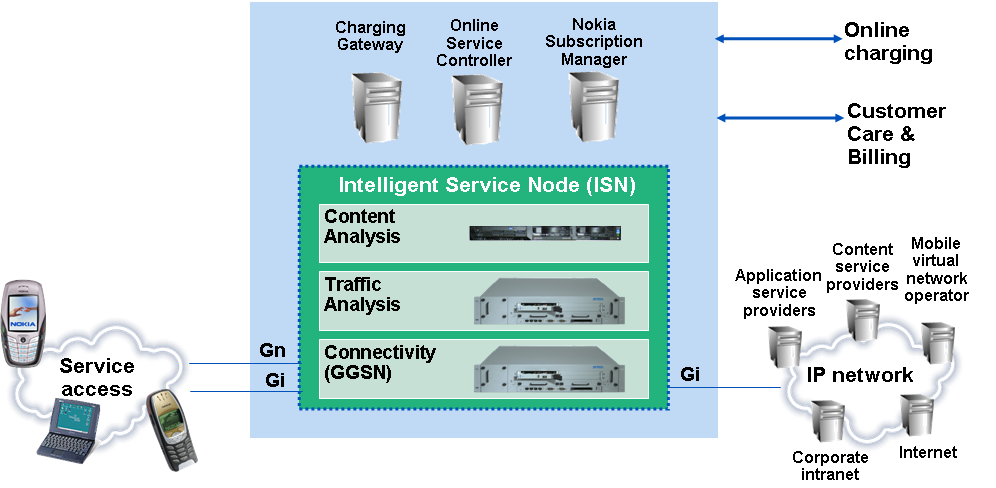 Charging
Gateway
Online
Service
Controller
Nokia
Subscription
Manager
Online
charging
Customer
Care &
Billing
Intelligent Service Node (ISN)
Content
Analysis
Traffic
Analysis
Connectivity
(GGSN)
Gn
Gi
Gi
NOKIA
Service
access
Application
service
providers
Content
service
providers
Mobile
virtual
network
operator
IP network
Corporate
intranet
Internet